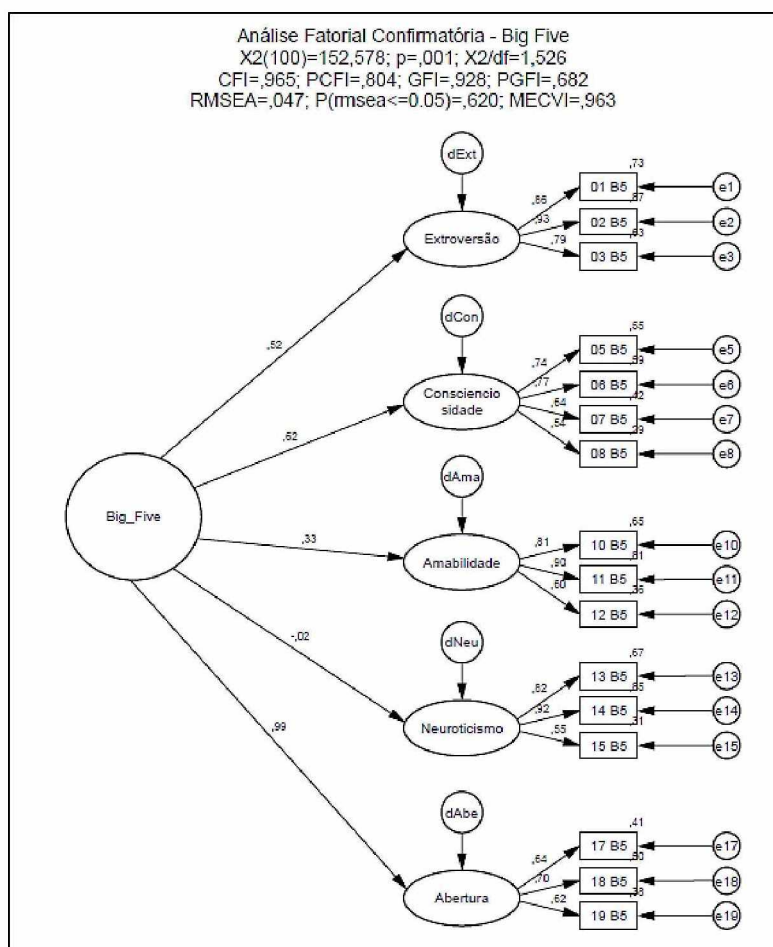 Análise Fatorial Confirmatória - Big Five
X2(100)=152,578; p=,001; X2/df=1,526
CFI=,965; PCFI=,804; GFI=,928; PGFI=,682
RMSEA=,047; P(rmsea<=0.05)=,620; MECVI=,963
dExt
,73
01 B5
e1
,93
02 B5
e2
Extroversão
,79
03 B5
e3
,52
dCon
,74
05 B5
e5
,77
06 B5
e6
Consciencio
sidade
,64
07 B5
e7
,54
08 B5
e8
Big_Five
dAma
,65
,81
10 B5
e10
,33
Amabilidade
,90
11 B5
e11
,60
12 B5
e12
-,02
dNeu
,67
,82
13 B5
e13
,92
14 B5
e14
Neuroticismo
,55
,31
15 B5
e15
,99
dAbe
,41
,64
17 B5
e17
,70
18 B5
e18
Abertura
,62
19 B5
e19